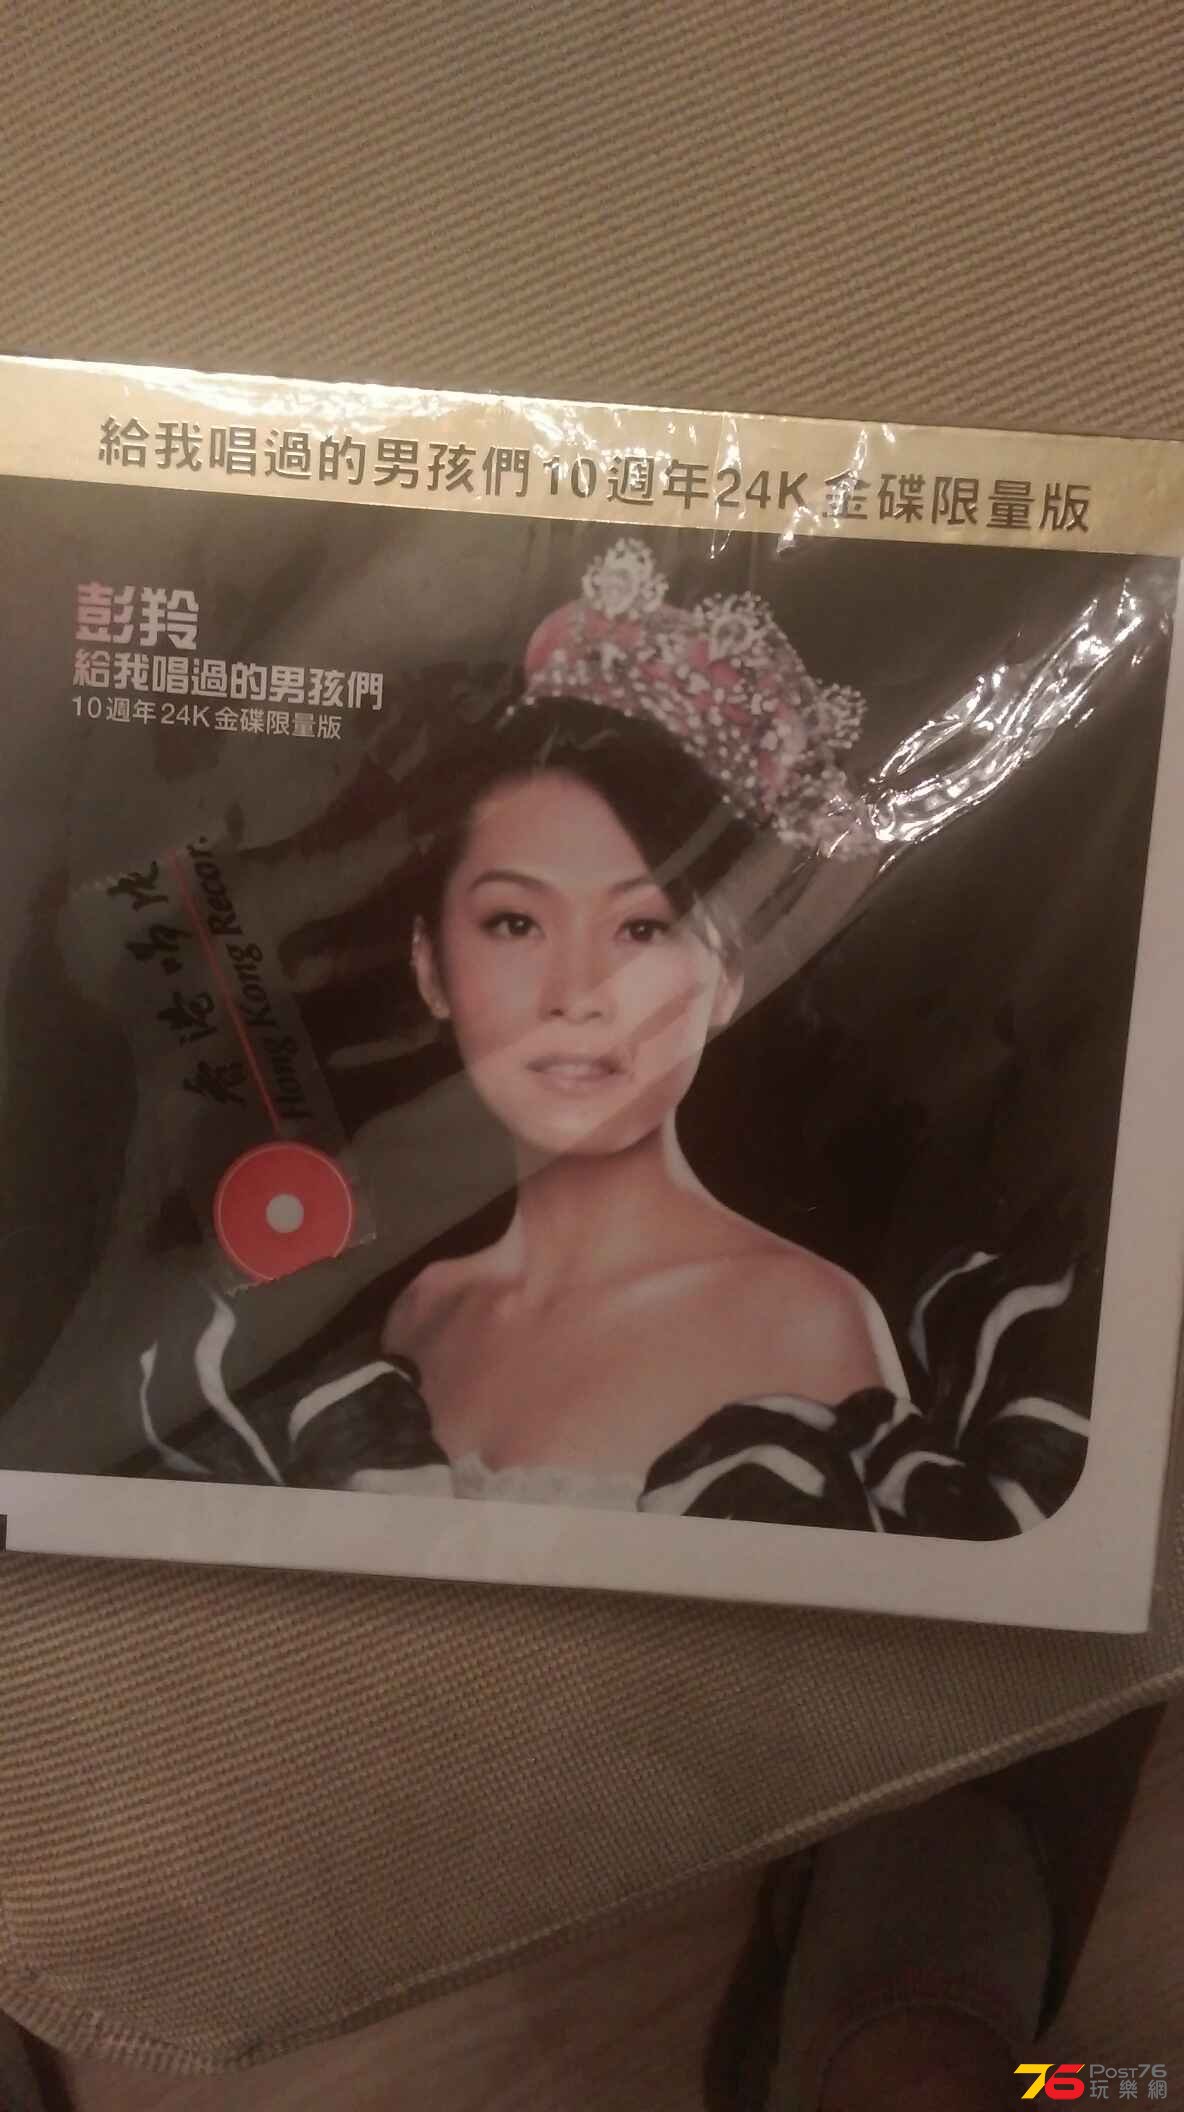 給我唱過的男孩們10週年24K金碟限量版
彭羚
給我唱過的男孩們
10週年24K金碟限量版
香港唱片
Hong Kong Recor
76 POST76
玩樂網